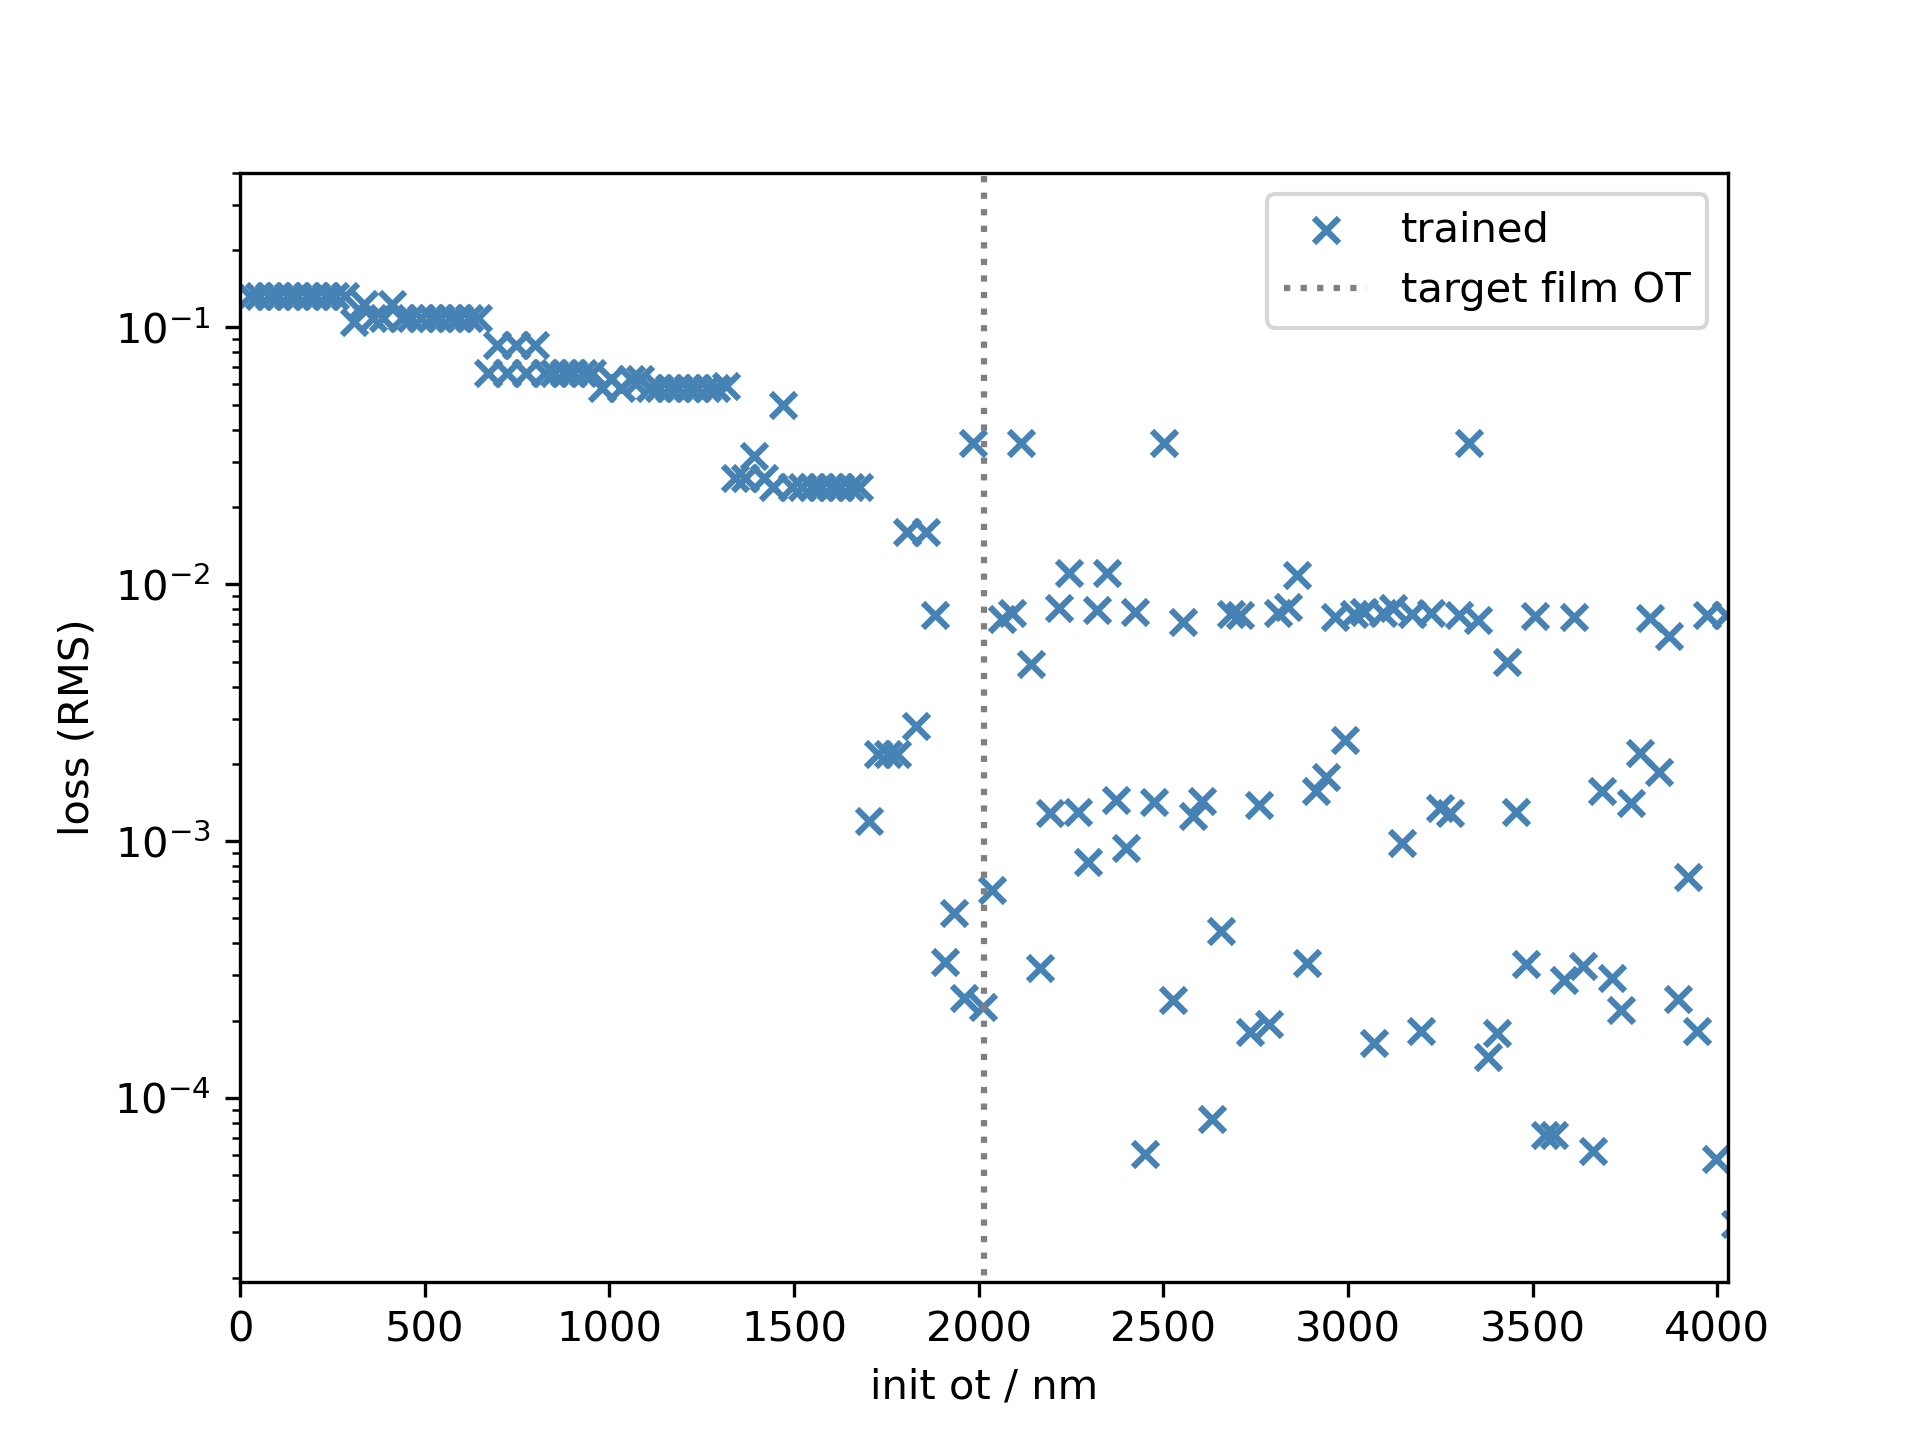 trained
target film OT
10⁻¹
10⁻²
10⁻³
10⁻⁴
loss (RMS)
0 500 1000 1500 2000 2500 3000 3500 4000
init ot / nm